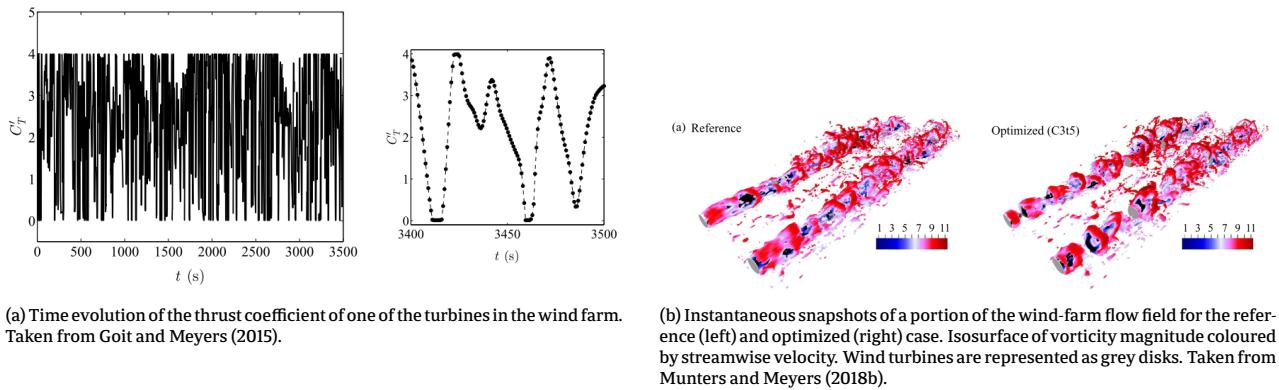 5
4
3
2
1
0
C′T
0 500 1000 1500 2000 2500 3000 3500
t (s)
4
3
2
1
0
C′T
3400 3450 3500
t (s)
(a) Time evolution of the thrust coefficient of one of the turbines in the wind farm.
Taken from Goit and Meyers (2015).
(a) Reference
1 3 5 7 9 11
Optimized (C3t5)
1 3 5 7 9 11
(b) Instantaneous snapshots of a portion of the wind-farm flow field for the refer-
ence (left) and optimized (right) case. Isosurface of vorticity magnitude coloured
by streamwise velocity. Wind turbines are represented as grey disks. Taken from
Munters and Meyers (2018b).